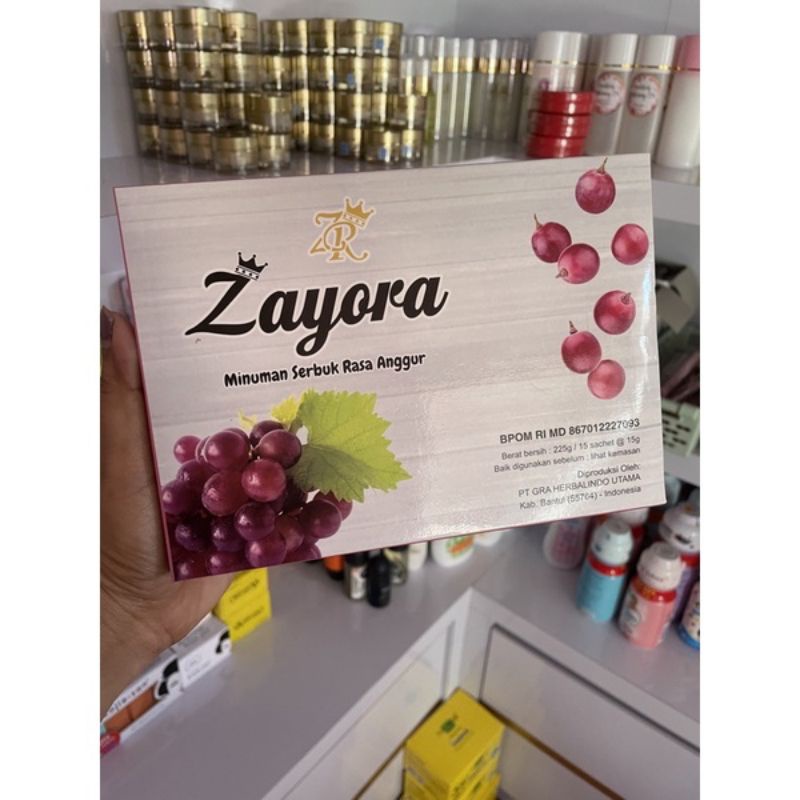 ZR
Zayora
Minuman Serbuk Rasa Anggur
BPOM RI MD 867012227093
Berat bersih : 225g / 15 sachet @ 15g
Baik digunakan sebelum : lihat kemasan
Diproduksi Oleh:
PT GRA HERBALINDO UTAMA
Kab. Bantul (55764) - Indonesia